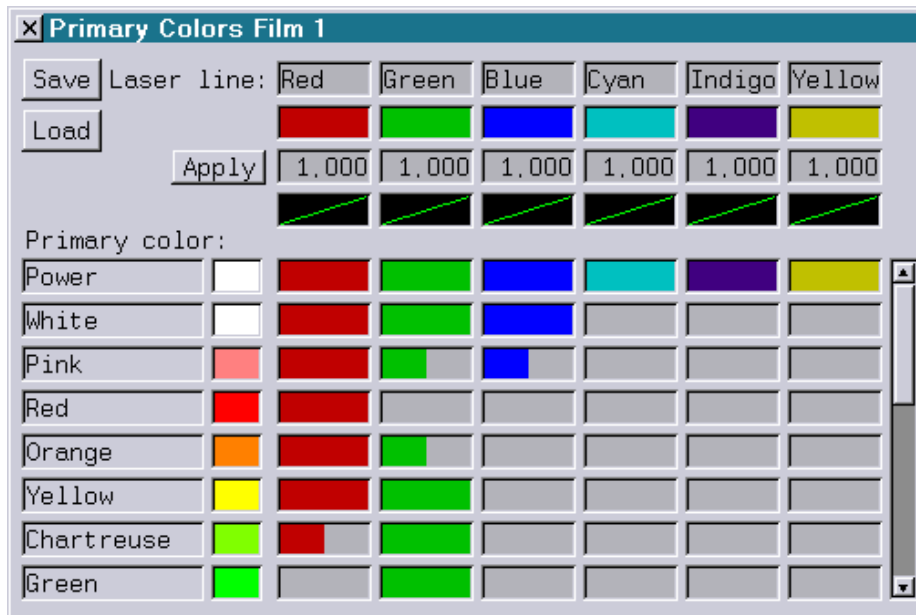 Primary Colors Film 1
Save Laser line: Red Green Blue Cyan Indigo Yellow
Load
Apply 1,000 1,000 1,000 1,000 1,000 1,000
Primary color:
Power
White
Pink
Red
Orange
Yellow
Chartreuse
Green